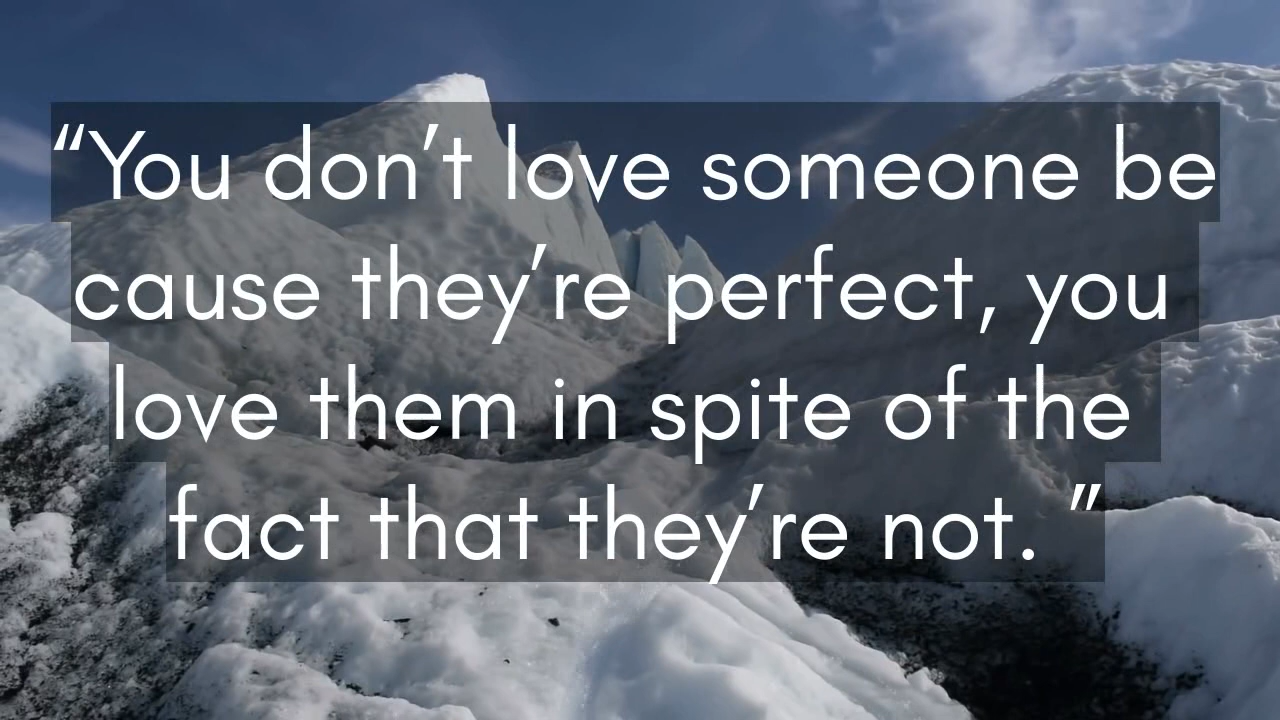 “You don’t love someone be
cause they’re perfect, you
love them in spite of the
fact that they’re not. ”